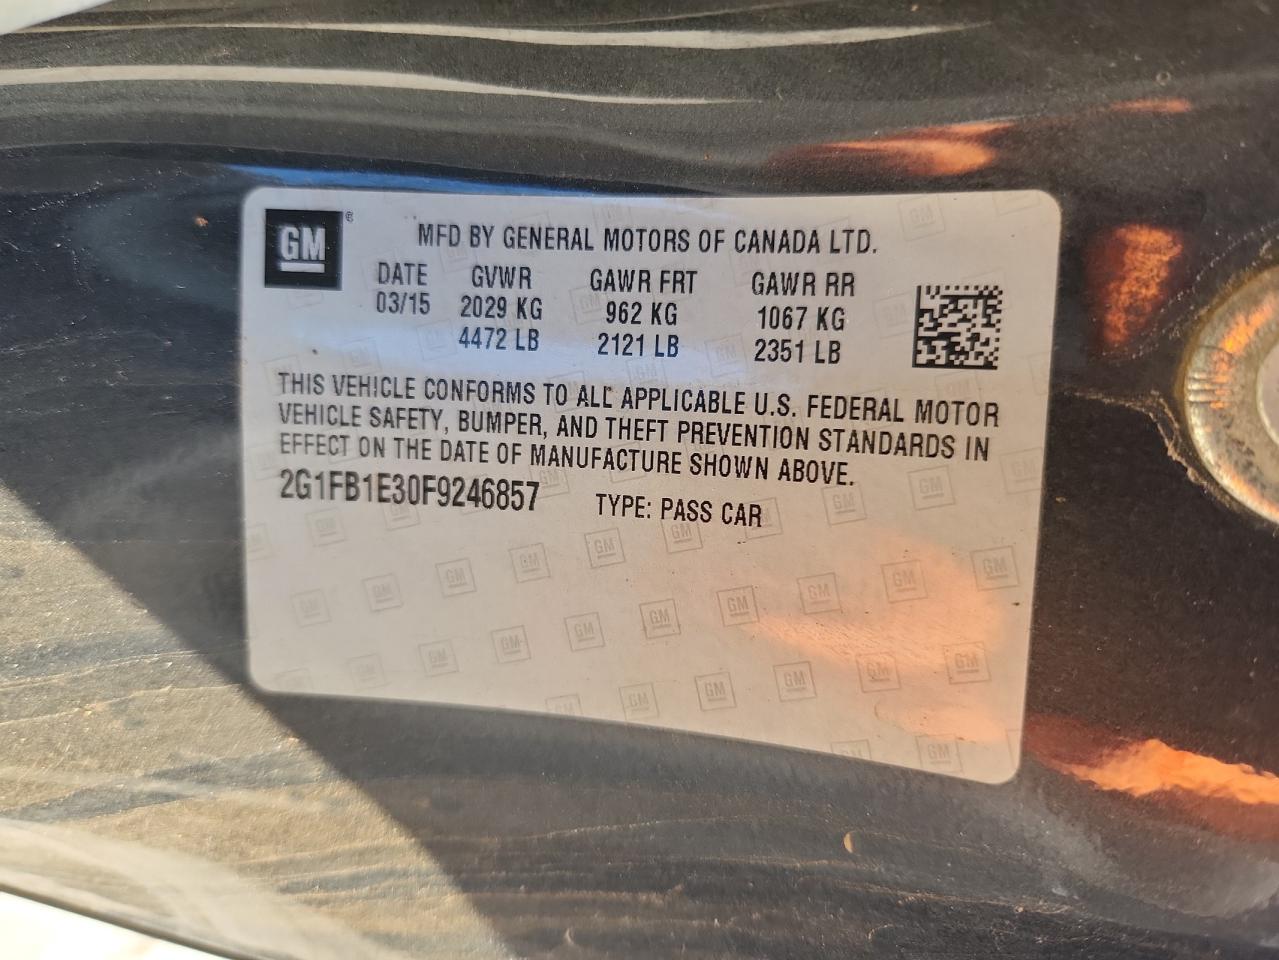 GM®
MFD BY GENERAL MOTORS OF CANADA LTD.
DATE GVWR GAWR FRT GAWR RR
03/15 2029 KG 962 KG 1067 KG
4472 LB 2121 LB 2351 LB
THIS VEHICLE CONFORMS TO ALL APPLICABLE U.S. FEDERAL MOTOR
VEHICLE SAFETY, BUMPER, AND THEFT PREVENTION STANDARDS IN
EFFECT ON THE DATE OF MANUFACTURE SHOWN ABOVE.
2G1FB1E30F9246857 TYPE: PASS CAR